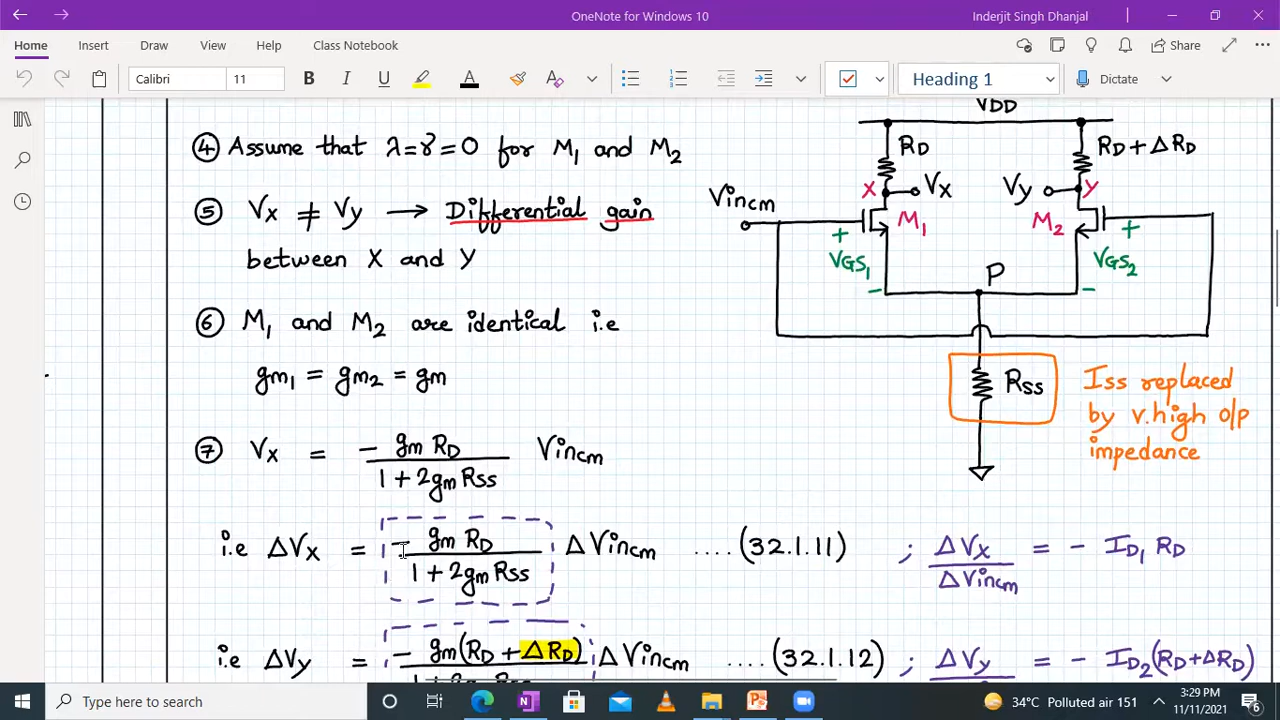 OneNote for Windows 10
Inderjit Singh Dhanjal
Home Insert Draw View Help Class Notebook
Share
Calibri 11 B I U A Heading 1 Dictate
④ Assume that λ=γ=0 for M1 and M2
⑤ Vx ≠ Vy → Differential gain
between X and Y
⑥ M1 and M2 are identical i.e
gm1 = gm2 = gm
⑦ Vx = - gm RD / 1 + 2gm Rss Vincm
i.e ΔVx = - gm RD / 1 + 2gm Rss ΔVincm ....(32.1.11) ; ΔVx / ΔVincm = - ID1 RD
i.e ΔVy = - gm(RD + ΔRD) ΔVincm ....(32.1.12) ; ΔVy = - ID2(RD+ΔRD)
VDD
RD
RD + ΔRD
Vincm
X Vx
Vy Y
M1
M2
+
VGS1
-
+
VGS2
-
P
Rss
Iss replaced
by v.high o/p
impedance
Type here to search
34°C Polluted air 151
3:29 PM
11/11/2021
6